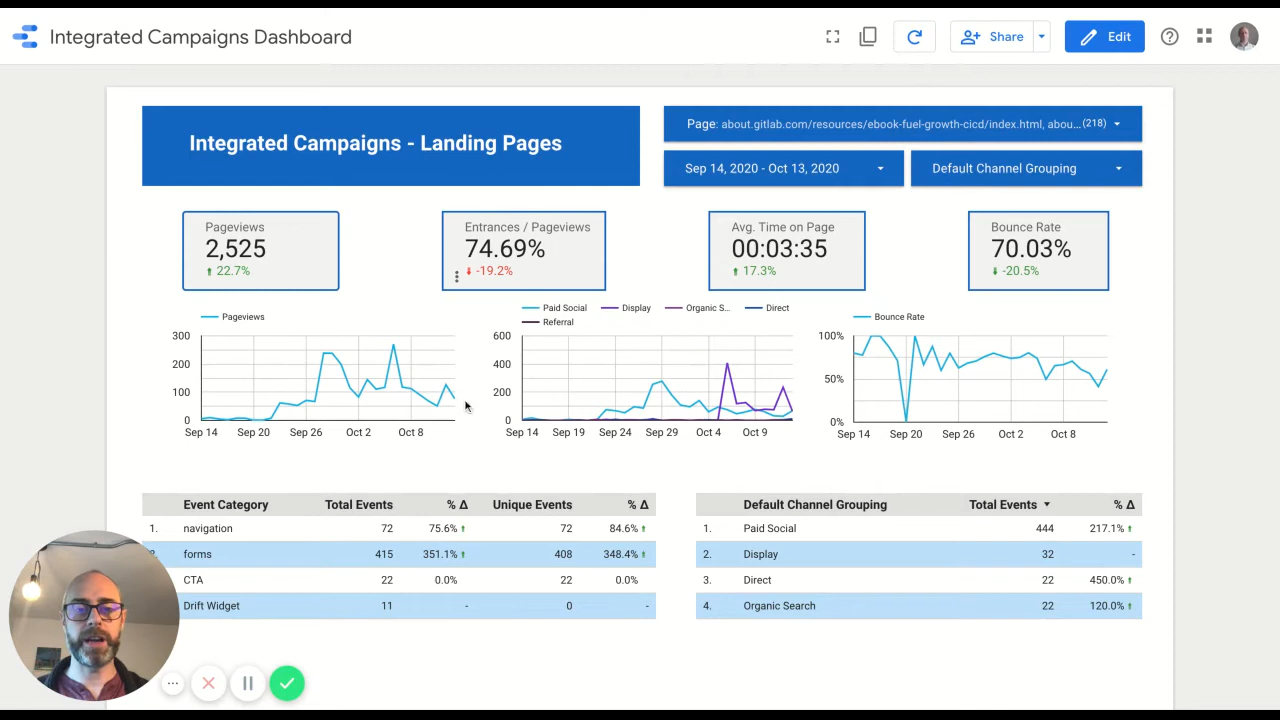 Integrated Campaigns Dashboard
Share
Edit
Integrated Campaigns - Landing Pages
Page: about.gitlab.com/resources/ebook-fuel-growth-cicd/index.html, abou... (218)
Sep 14, 2020 - Oct 13, 2020
Default Channel Grouping
Pageviews
2,525
22.7%
Entrances / Pageviews
74.69%
-19.2%
Avg. Time on Page
00:03:35
17.3%
Bounce Rate
70.03%
-20.5%
Pageviews
300
200
100
0
Sep 14 Sep 20 Sep 26 Oct 2 Oct 8
Paid Social Display Organic S... Direct
Referral
600
400
200
0
Sep 14 Sep 19 Sep 24 Sep 29 Oct 4 Oct 9
Bounce Rate
100%
50%
0%
Sep 14 Sep 20 Sep 26 Oct 2 Oct 8
Event Category Total Events % Δ Unique Events % Δ
1. navigation 72 75.6% 72 84.6%
forms 415 351.1% 408 348.4%
CTA 22 0.0% 22 0.0%
Drift Widget 11 - 0 -
Default Channel Grouping Total Events % Δ
1. Paid Social 444 217.1%
2. Display 32 -
3. Direct 22 450.0%
4. Organic Search 22 120.0%